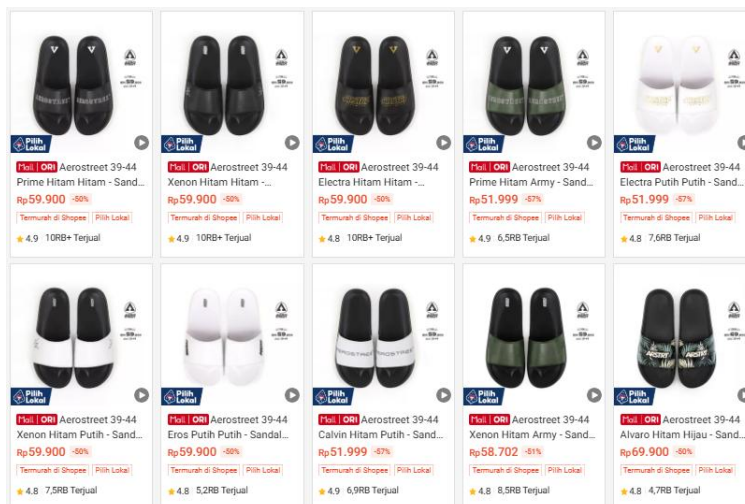 Pilih
Lokal
Mall | ORI Aerostreet 39-44
Prime Hitam Hitam - Sand...
Rp59.900 -50%
Termurah di Shopee Pilih Lokal
4.9 10RB+ Terjual
Pilih
Lokal
Mall | ORI Aerostreet 39-44
Xenon Hitam Hitam -...
Rp59.900 -50%
Termurah di Shopee Pilih Lokal
4.9 10RB+ Terjual
Pilih
Lokal
Mall | ORI Aerostreet 39-44
Electra Hitam Hitam -...
Rp59.900 -50%
Termurah di Shopee Pilih Lokal
4.8 10RB+ Terjual
AEROSTREET
Pilih
Lokal
Mall | ORI Aerostreet 39-44
Prime Hitam Army - Sand...
Rp51.999 -57%
Termurah di Shopee Pilih Lokal
4.9 6,5RB Terjual
Pilih
Lokal
Mall | ORI Aerostreet 39-44
Electra Putih Putih - Sand...
Rp51.999 -57%
Termurah di Shopee Pilih Lokal
4.8 7,6RB Terjual
Pilih
Lokal
Mall | ORI Aerostreet 39-44
Xenon Hitam Putih - Sand...
Rp59.900 -50%
Termurah di Shopee Pilih Lokal
4.8 7,5RB Terjual
Pilih
Lokal
Mall | ORI Aerostreet 39-44
Eros Putih Putih - Sandal...
Rp59.900 -50%
Termurah di Shopee Pilih Lokal
4.8 5,2RB Terjual
Pilih
Lokal
Mall | ORI Aerostreet 39-44
Calvin Hitam Putih - Sand...
Rp51.999 -57%
Termurah di Shopee Pilih Lokal
4.9 6,9RB Terjual
Pilih
Lokal
Mall | ORI Aerostreet 39-44
Xenon Hitam Army - Sand...
Rp58.702 -51%
Termurah di Shopee Pilih Lokal
4.8 8,5RB Terjual
ARSTRT ARSTRT
Pilih
Lokal
Mall | ORI Aerostreet 39-44
Alvaro Hitam Hijau - Sand...
Rp69.900 -50%
Termurah di Shopee Pilih Lokal
4.8 4,7RB Terjual